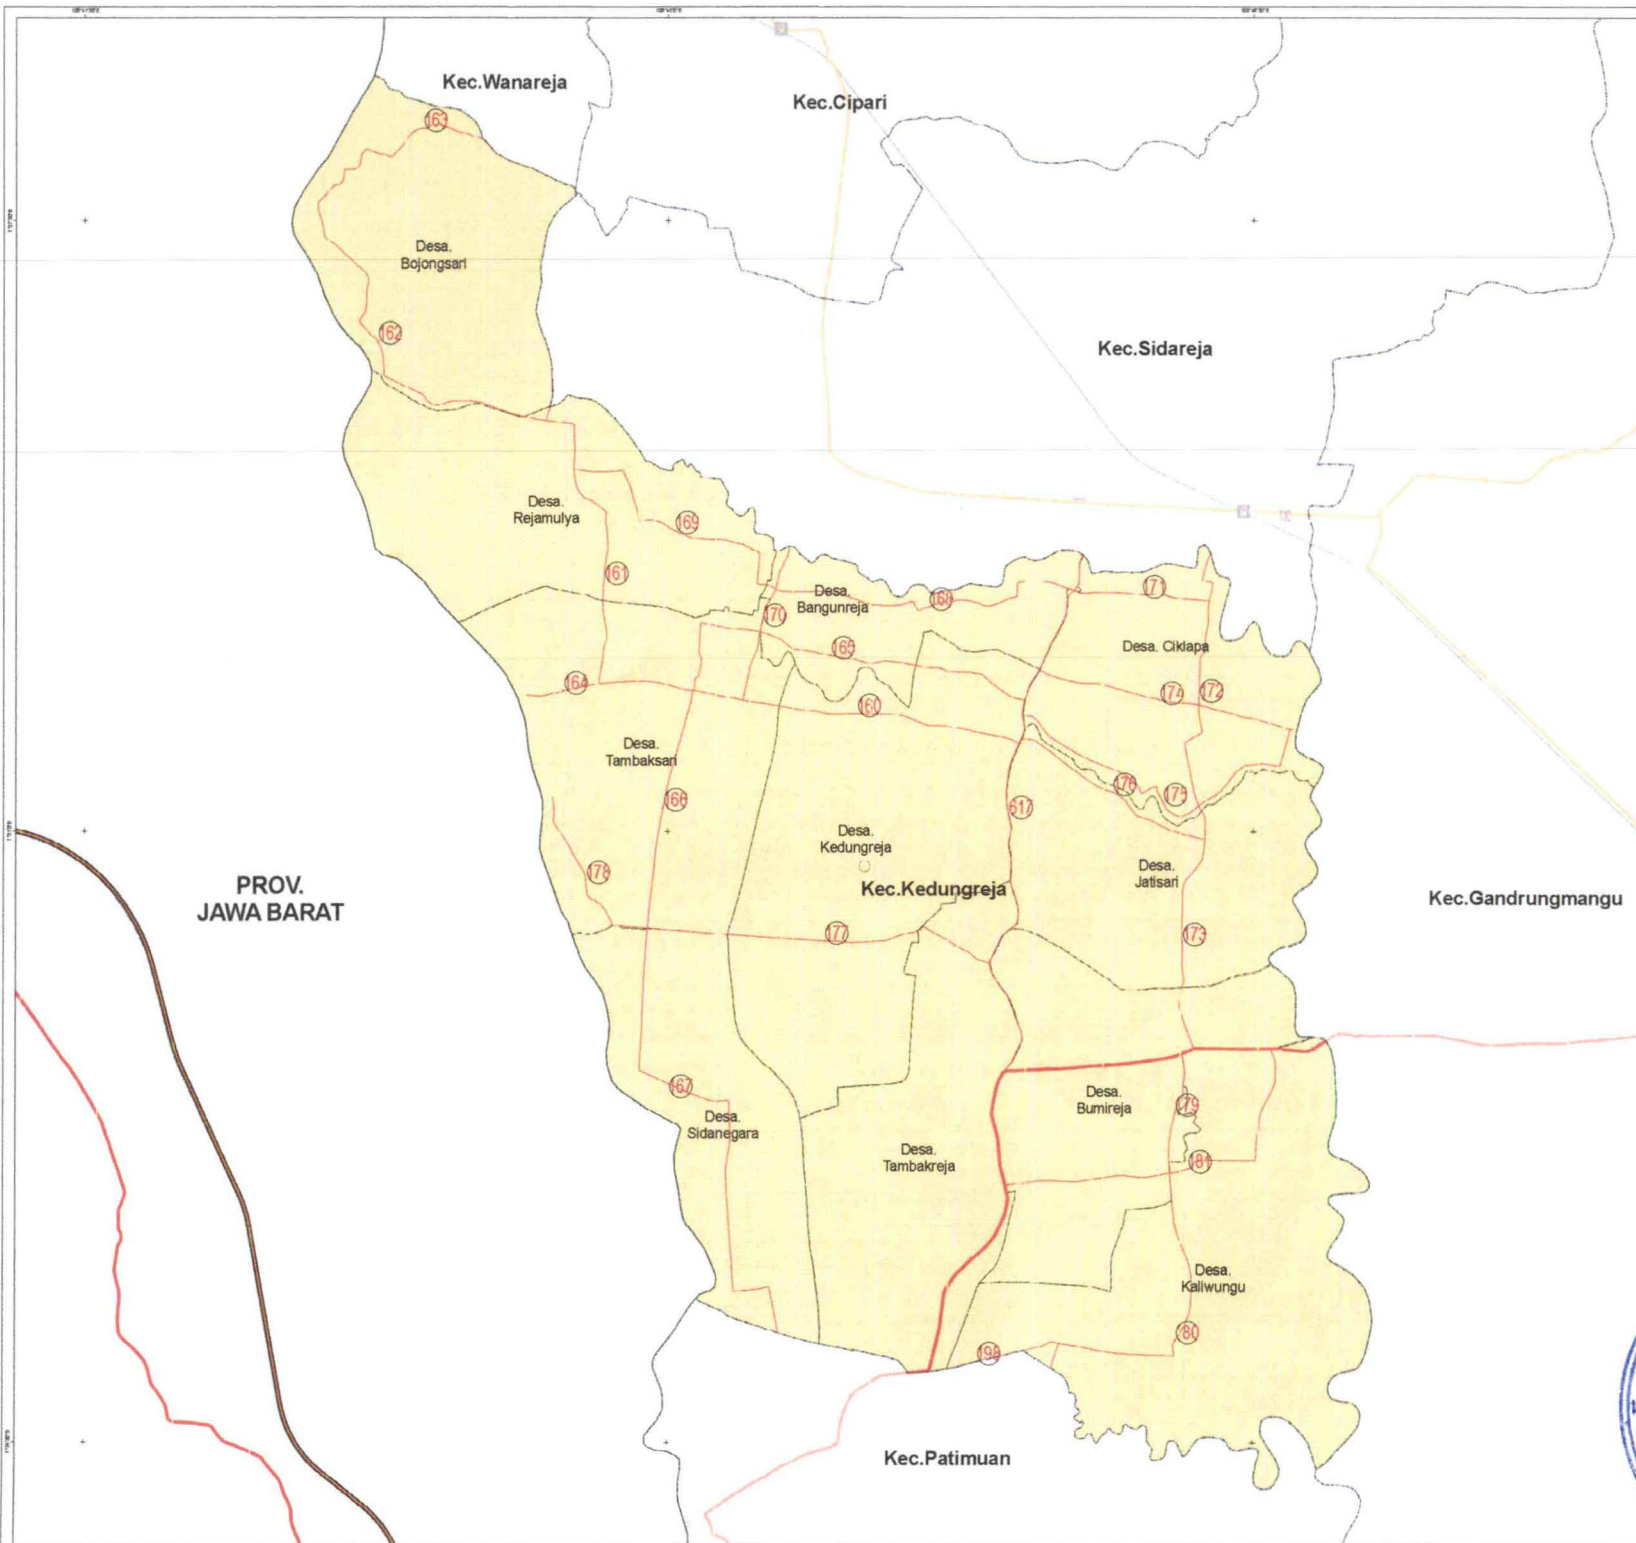 Kec.Wanareja
Kec.Cipari
163
Desa.
Bojongsari
162
Kec.Sidareja
Desa.
Rejamulya
169
161
171
Desa.
Bangunreja
168
170
165
Desa. Ciklapa
164
174
172
160
Desa.
Tambaksari
176
175
166
617
Desa.
Kedungreja
Desa.
Jatisari
178
PROV.
JAWA BARAT
Kec.Kedungreja
Kec.Gandrungmangu
177
173
167
Desa.
Bumireja
179
Desa.
Sidanegara
Desa.
Tambakreja
181
Desa.
Kaliwungu
180
198
Kec.Patimuan